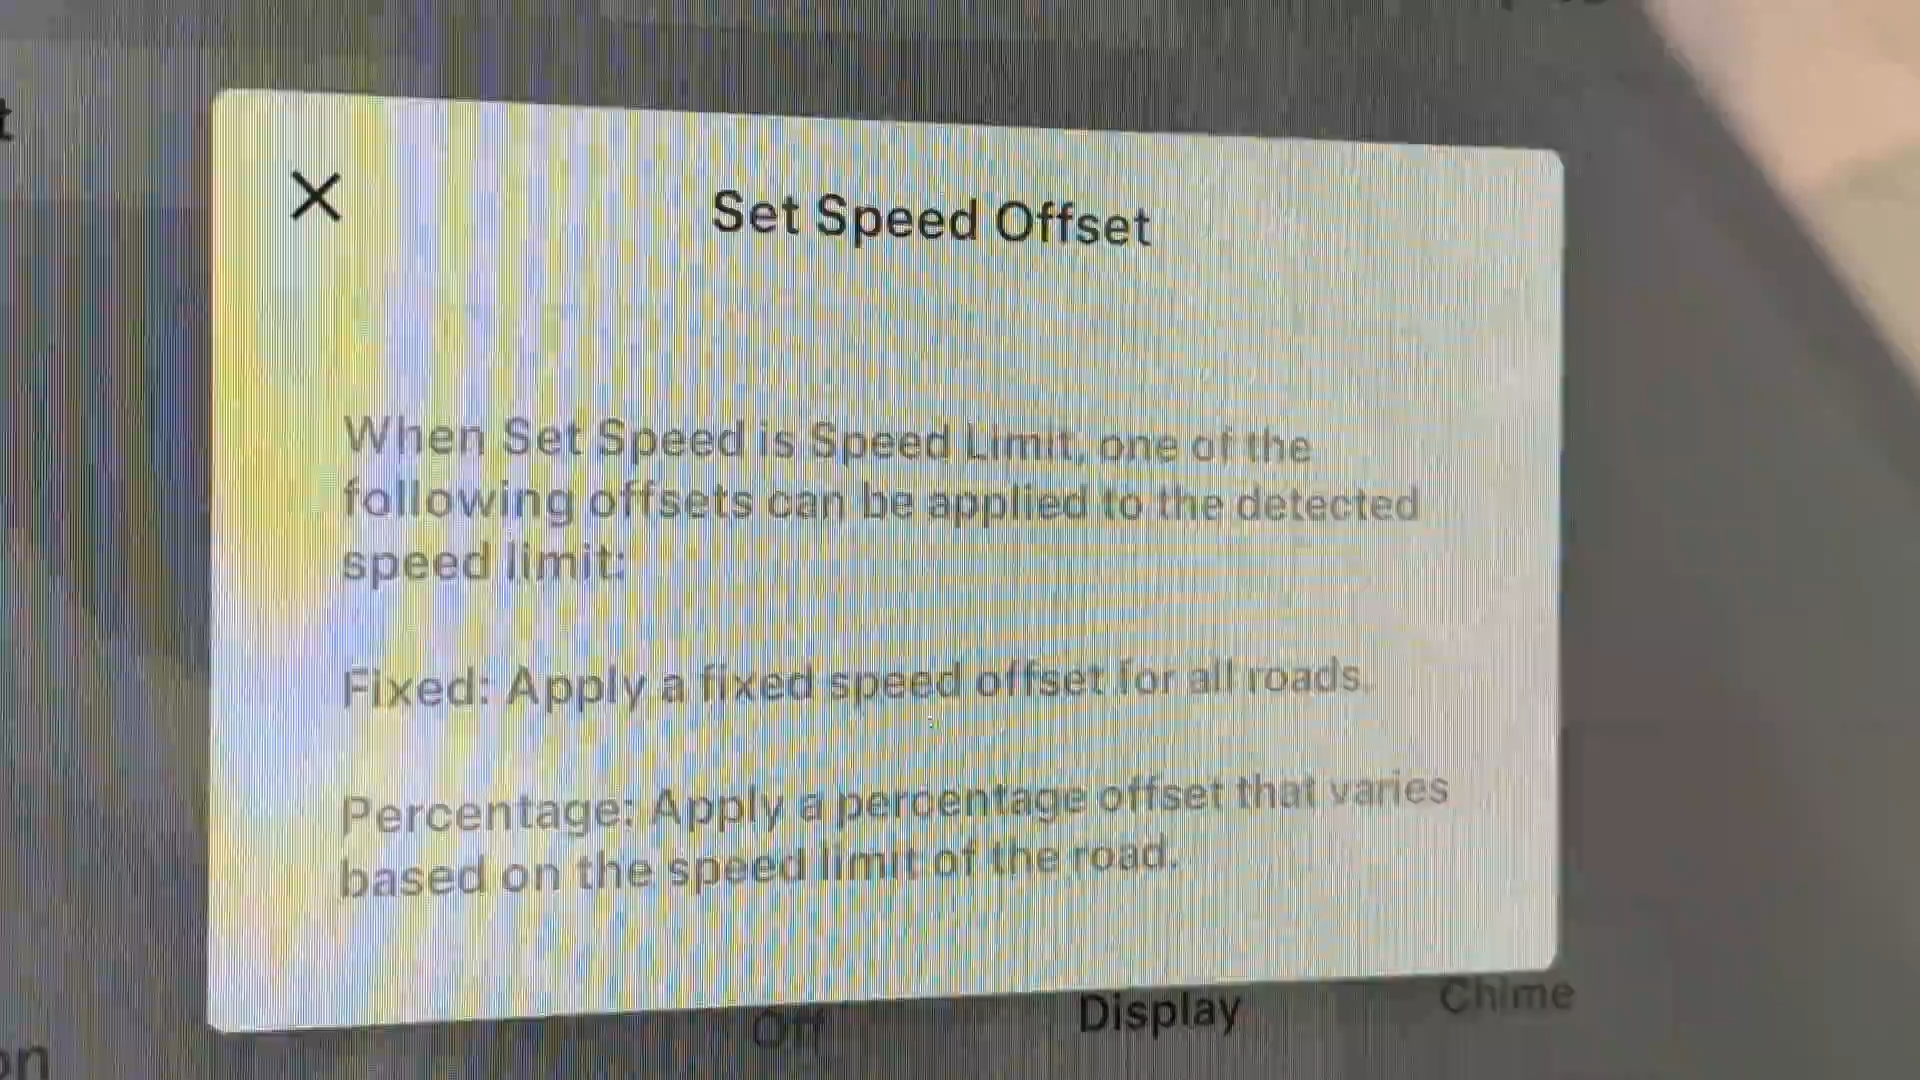 Set Speed Offset
When Set Speed is Speed Limit, one of the
following offsets can be applied to the detected
speed limit:
Fixed: Apply a fixed speed offset for all roads.
Percentage: Apply a percentage offset that varies
based on the speed limit of the road.
Off Display Chime